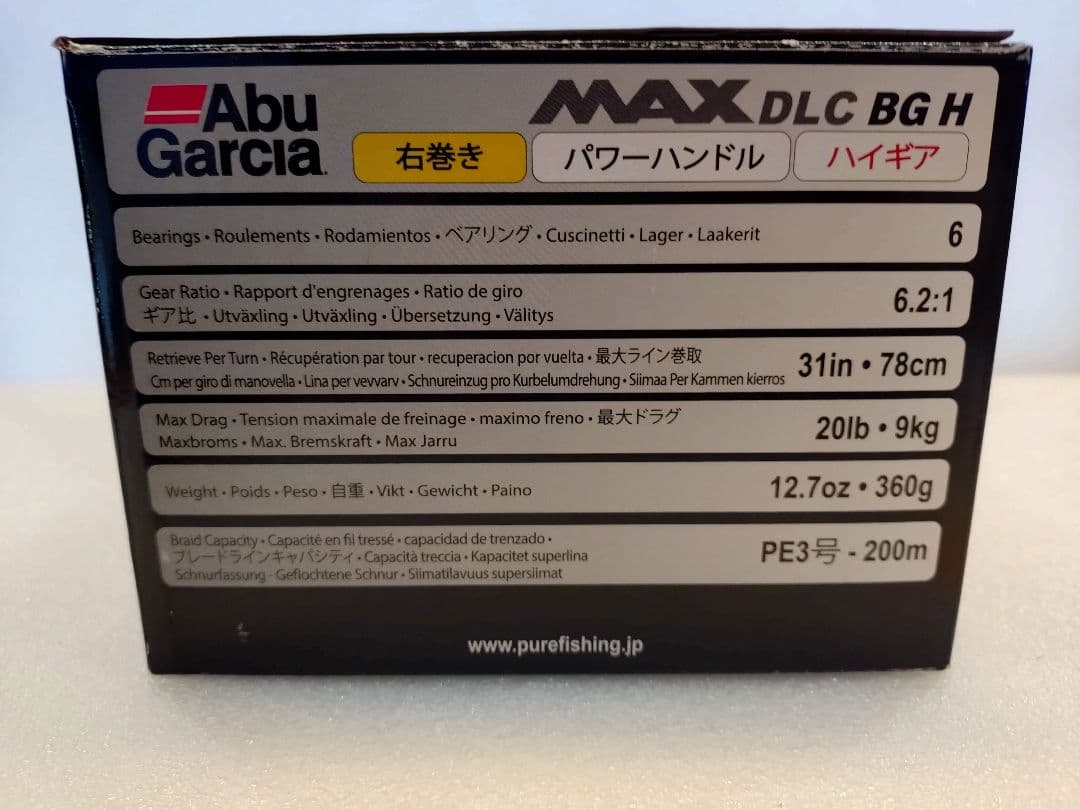 Abu Garcia
MAX DLC BG H
右巻き パワーハンドル ハイギア
Bearings • Roulements • Rodamientos • ベアリング • Cuscinetti • Lager • Laakerit 6
Gear Ratio • Rapport d'engrenages • Ratio de giro
ギア比 • Utväxling • Utväxling • Übersetzung • Välitys 6.2:1
Retrieve Per Turn • Récupération par tour • recuperacion por vuelta • 最大ライン巻取
Cm per giro di manovella • Lina per vevvarv • Schnureinzug pro Kurbelumdrehung • Siimaa Per Kammen kierros 31in • 78cm
Max Drag • Tension maximale de freinage • maximo freno • 最大ドラグ
Maxbroms • Max. Bremskraft • Max Jarru 20lb • 9kg
Weight • Poids • Peso • 自重 • Vikt • Gewicht • Paino 12.7oz • 360g
Braid Capacity • Capacité en fil tressé • capacidad de trenzado •
ブレードラインキャパシティ • Capacità treccia • Kapacitet superlina
Schnurfassung - Geflochtene Schnur • Siimatilavuus supersiimat PE3号 - 200m
www.purefishing.jp